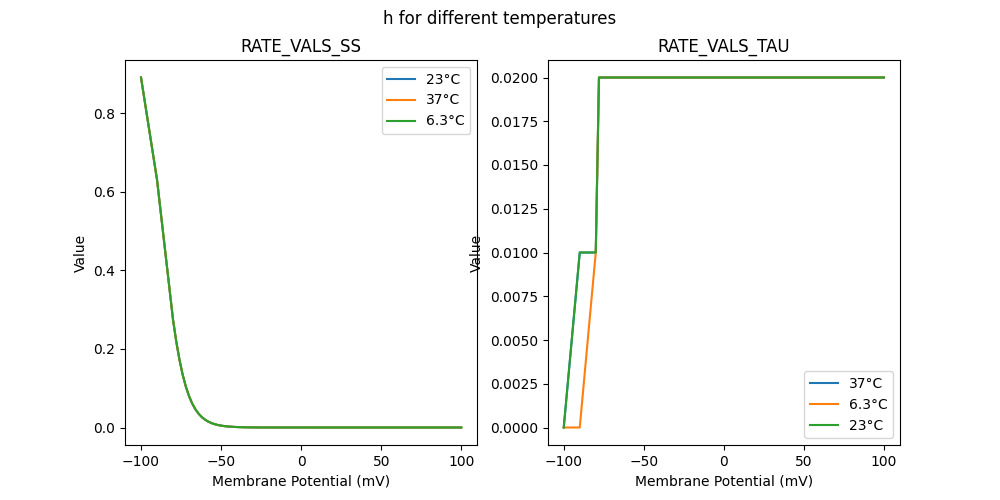 h for different temperatures
RATE_VALS_SS
Value
0.8
0.6
0.4
0.2
0.0
−100
−50
0
50
100
Membrane Potential (mV)
23°C
37°C
6.3°C
RATE_VALS_TAU
Value
0.0200
0.0175
0.0150
0.0125
0.0100
0.0075
0.0050
0.0025
0.0000
−100
−50
0
50
100
Membrane Potential (mV)
37°C
6.3°C
23°C